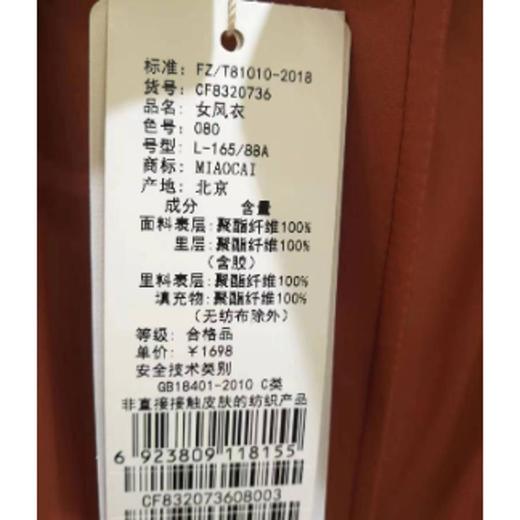 标准: FZ/T81010-2018
货号: CF8320736
品名: 女风衣
色号: 080
号型: L-165/88A
商标: MIAOCAI
产地: 北京
成分 含量
面料表层:聚酯纤维100%
里层:聚酯纤维100%
(含胶)
里料表层:聚酯纤维100%
填充物:聚酯纤维100%
(无纺布除外)
等级: 合格品
单价: ¥1698
安全技术类别
GB18401-2010 C类
非直接接触皮肤的纺织产品
6 923809 118155
CF832073608003